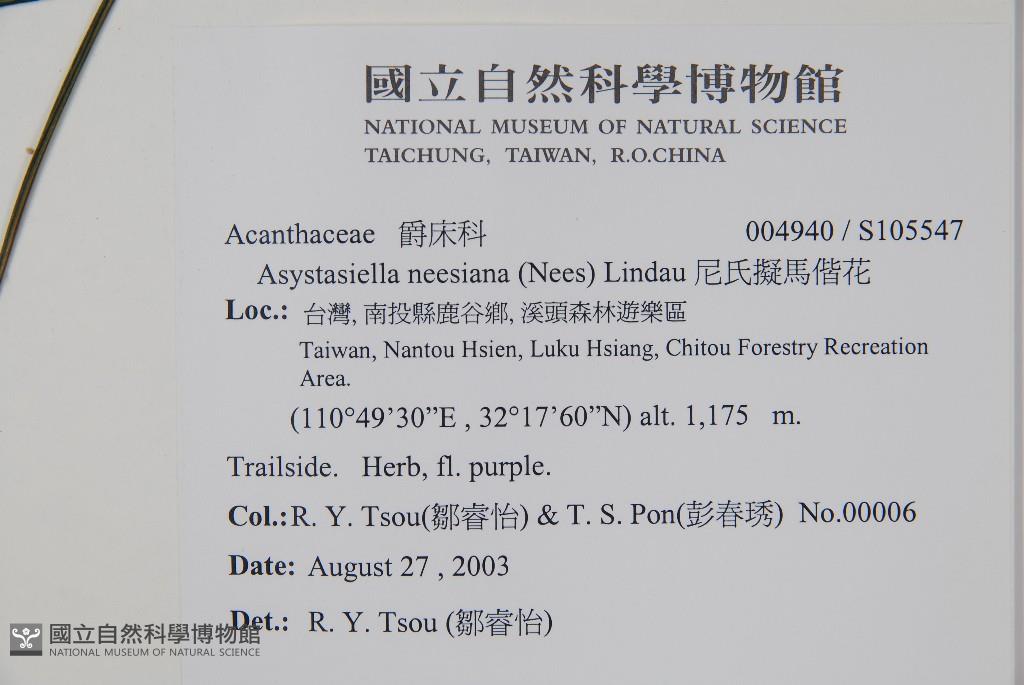 國立自然科學博物館
NATIONAL MUSEUM OF NATURAL SCIENCE
TAICHUNG, TAIWAN, R.O.CHINA
Acanthaceae 爵床科 004940 / S105547
Asystasiella neesiana (Nees) Lindau 尼氏擬馬偕花
Loc.: 台灣, 南投縣鹿谷鄉, 溪頭森林遊樂區
Taiwan, Nantou Hsien, Luku Hsiang, Chitou Forestry Recreation
Area.
(110°49’30”E , 32°17’60”N) alt. 1,175 m.
Trailside. Herb, fl. purple.
Col.:R. Y. Tsou(鄒睿怡) & T. S. Pon(彭春琇) No.00006
Date: August 27 , 2003
Det.: R. Y. Tsou (鄒睿怡)
國立自然科學博物館
NATIONAL MUSEUM OF NATURAL SCIENCE